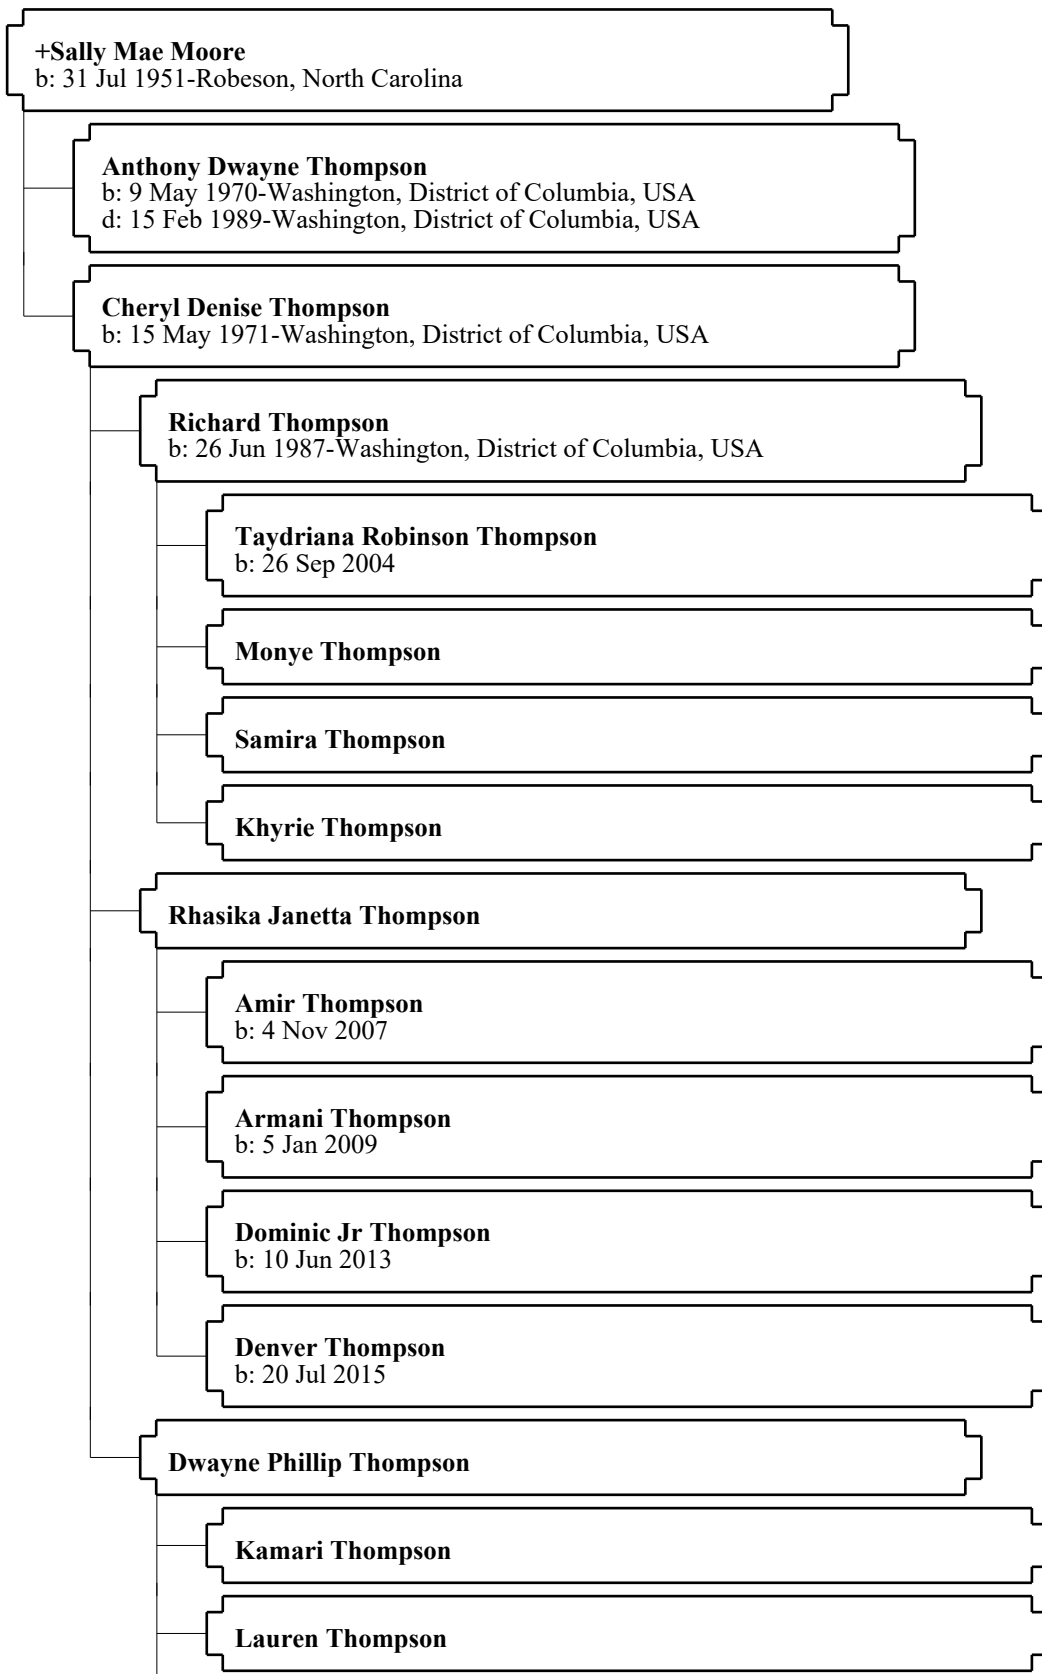 +Sally Mae Moore
b: 31 Jul 1951-Robeson, North Carolina
Anthony Dwayne Thompson
b: 9 May 1970-Washington, District of Columbia, USA
d: 15 Feb 1989-Washington, District of Columbia, USA
Cheryl Denise Thompson
b: 15 May 1971-Washington, District of Columbia, USA
Richard Thompson
b: 26 Jun 1987-Washington, District of Columbia, USA
Taydriana Robinson Thompson
b: 26 Sep 2004
Monye Thompson
Samira Thompson
Khyrie Thompson
Rhasika Janetta Thompson
Amir Thompson
b: 4 Nov 2007
Armani Thompson
b: 5 Jan 2009
Dominic Jr Thompson
b: 10 Jun 2013
Denver Thompson
b: 20 Jul 2015
Dwayne Phillip Thompson
Kamari Thompson
Lauren Thompson